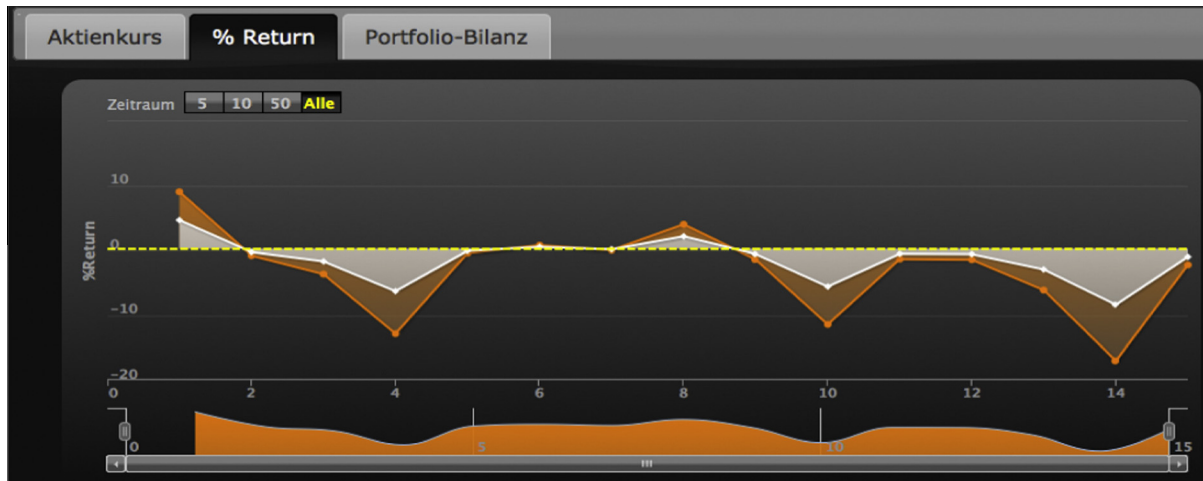 Aktienkurs % Return Portfolio-Bilanz
Zeitraum 5 10 50 Alle
10
0
%Return
-10
-20
0 2 4 6 8 10 12 14
0 5 10 15